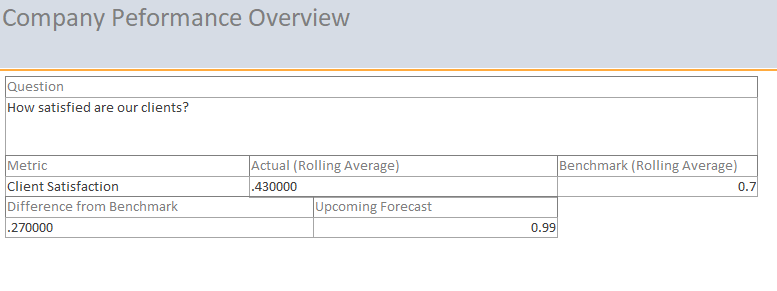 Company Peformance Overview
Question
How satisfied are our clients?
Metric Actual (Rolling Average) Benchmark (Rolling Average)
Client Satisfaction .430000 0.7
Difference from Benchmark Upcoming Forecast
.270000 0.99